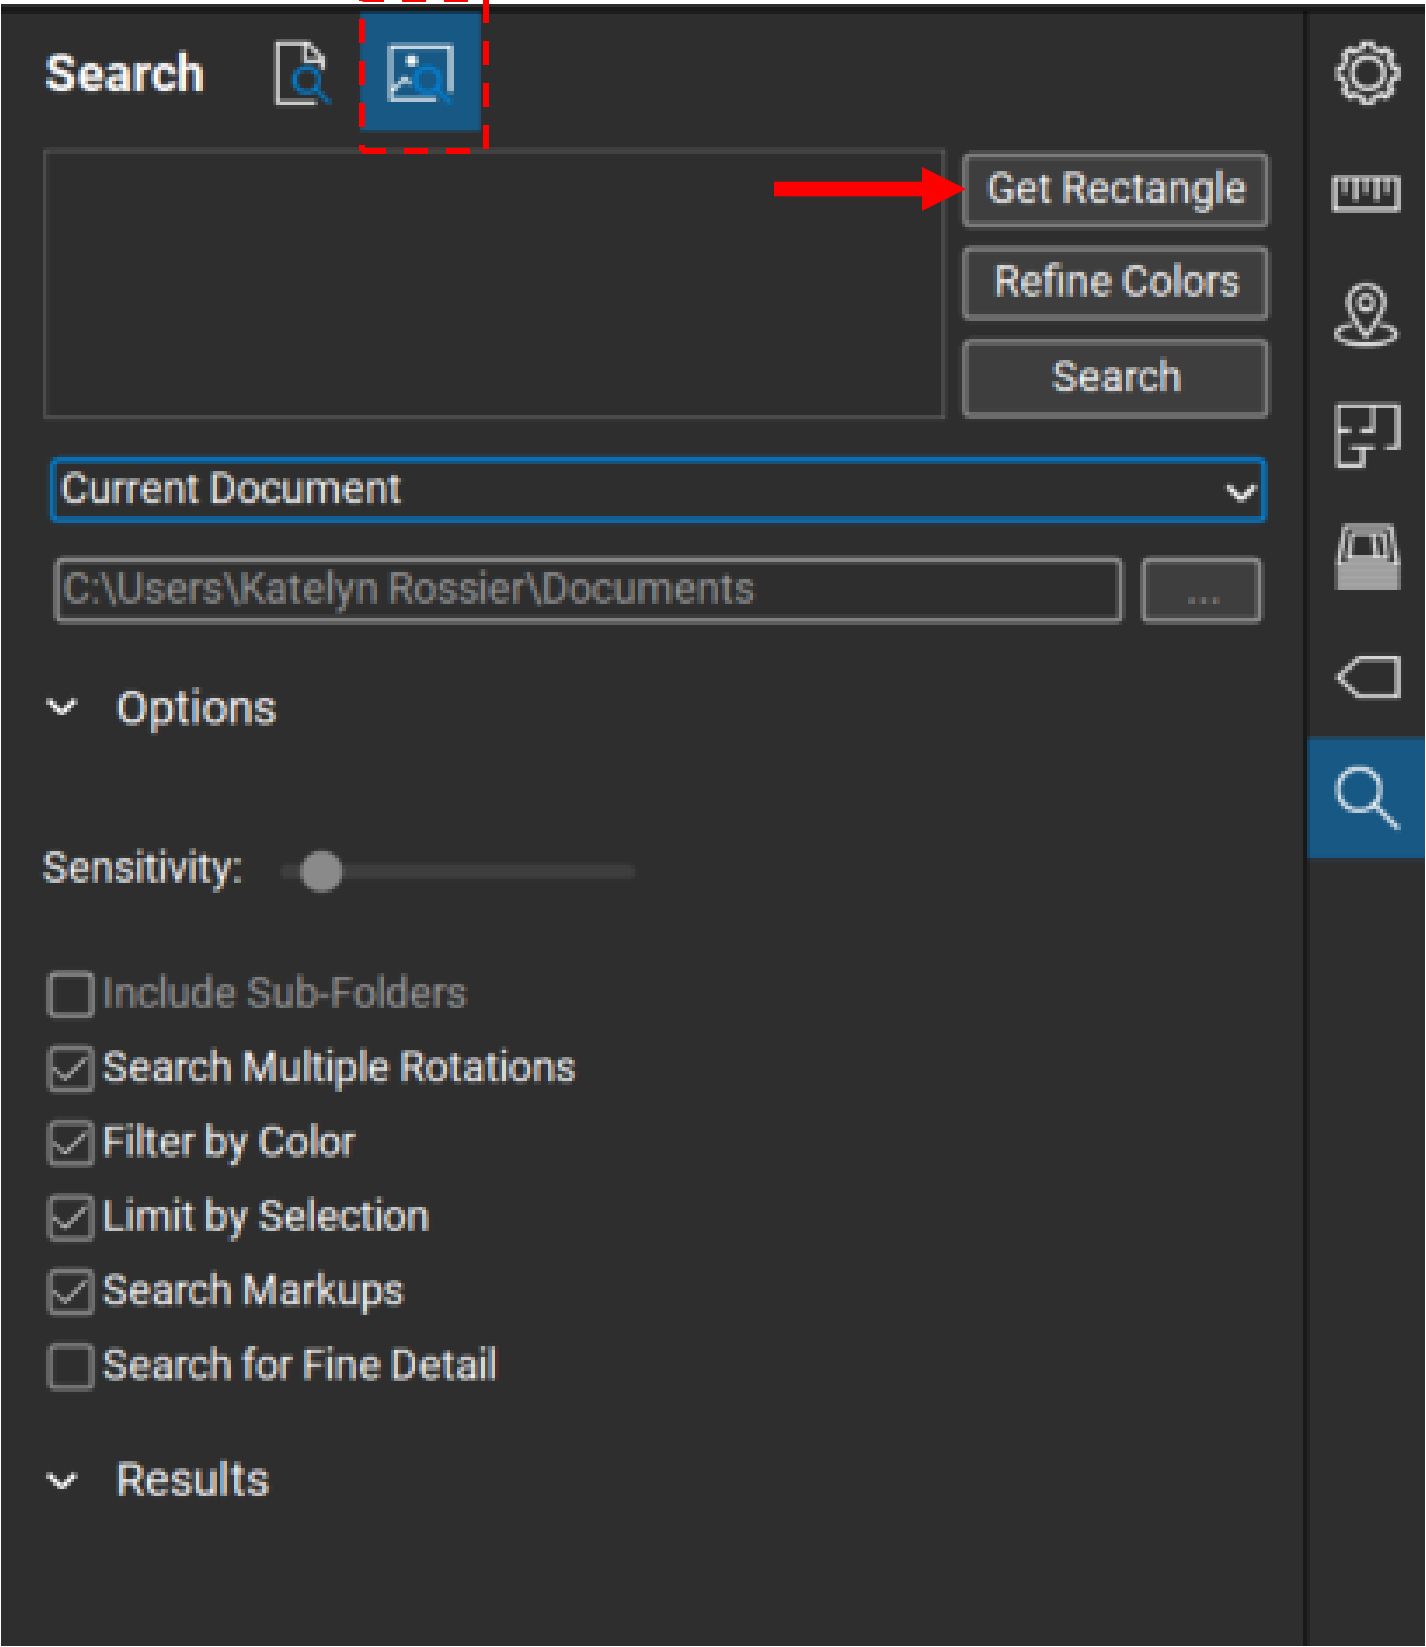 Search
Get Rectangle
Refine Colors
Search
Current Document
C:\Users\Katelyn Rossier\Documents
...
Options
Sensitivity:
Include Sub-Folders
Search Multiple Rotations
Filter by Color
Limit by Selection
Search Markups
Search for Fine Detail
Results